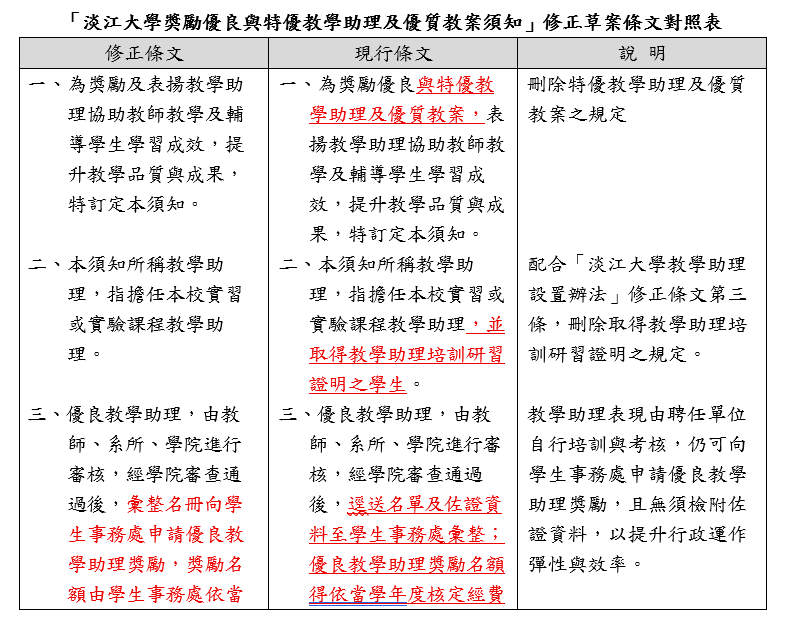 「淡江大學獎勵優良與特優教學助理及優質教案須知」修正草案條文對照表
修正條文
現行條文
說 明
一、為獎勵及表揚教學助
理協助教師教學及輔
導學生學習成效，提
升教學品質與成果，
特訂定本須知。
一、為獎勵優良與特優教
學助理及優質教案，表
揚教學助理協助教師教
學及輔導學生學習成
效，提升教學品質與成
果，特訂定本須知。
刪除特優教學助理及優質
教案之規定
二、本須知所稱教學助
理，指擔任本校實習
或實驗課程教學助
理。
二、本須知所稱教學助
理，指擔任本校實習或
實驗課程教學助理，並
取得教學助理培訓研習
證明之學生。
配合「淡江大學教學助理
設置辦法」修正條文第三
條，刪除取得教學助理培
訓研習證明之規定。
三、優良教學助理，由教
師、系所、學院進行
審核，經學院審查通
過後，彙整名冊向學
生事務處申請優良教
學助理獎勵，獎勵名
額由學生事務處依當
三、優良教學助理，由教
師、系所、學院進行審
核，經學院審查通過
後，逕送名單及佐證資
料至學生事務處彙整；
優良教學助理獎勵名額
得依當學年度核定經費
教學助理表現由聘任單位
自行培訓與考核，仍可向
學生事務處申請優良教學
助理獎勵，且無須檢附佐
證資料，以提升行政運作
彈性與效率。